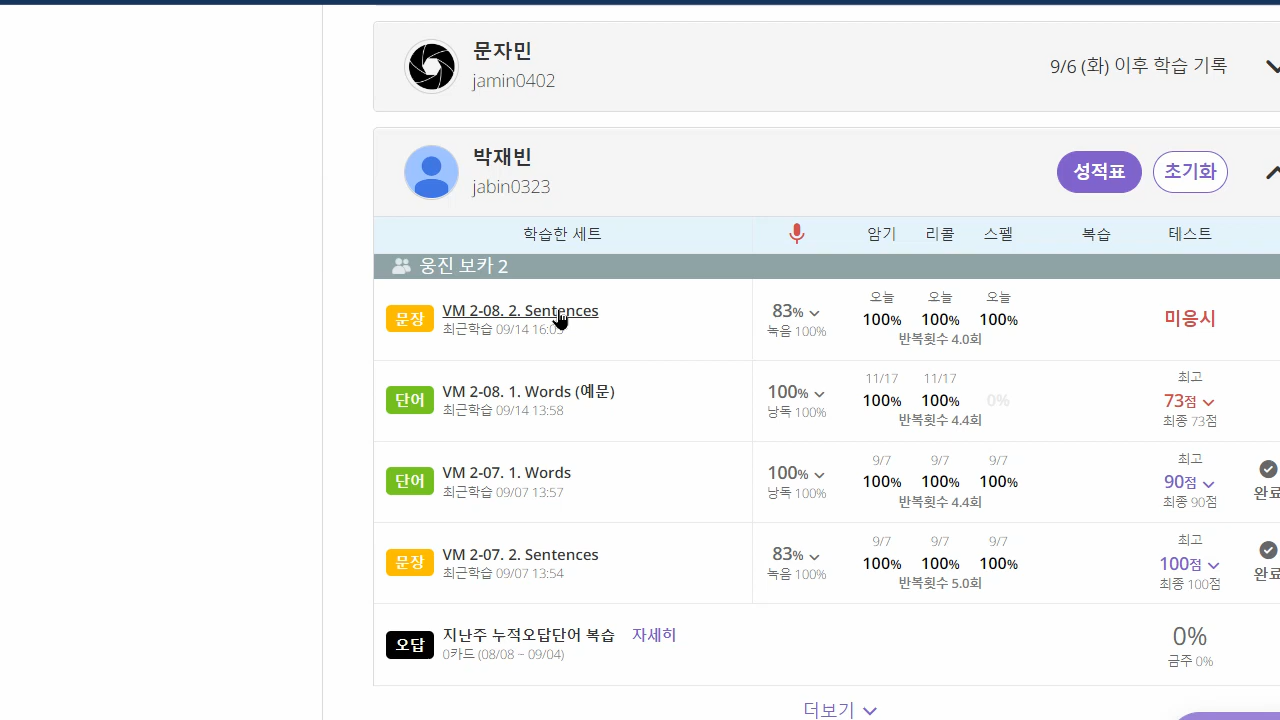 문자민
jamin0402
9/6 (화) 이후 학습 기록
박재빈
jabin0323
성적표
초기화
학습한 세트
암기 리콜 스펠 복습 테스트
웅진 보카 2
문장
VM 2-08. 2. Sentences
최근학습 09/14 16:0
83%
녹음 100%
오늘 오늘 오늘
100% 100% 100%
반복횟수 4.0회
미응시
단어
VM 2-08. 1. Words (예문)
최근학습 09/14 13:58
100%
낭독 100%
11/17 11/17
100% 100% 0%
반복횟수 4.4회
최고
73점
최종 73점
단어
VM 2-07. 1. Words
최근학습 09/07 13:57
100%
낭독 100%
9/7 9/7 9/7
100% 100% 100%
반복횟수 4.4회
최고
90점
최종 90점
완료
문장
VM 2-07. 2. Sentences
최근학습 09/07 13:54
83%
녹음 100%
9/7 9/7 9/7
100% 100% 100%
반복횟수 5.0회
최고
100점
최종 100점
완료
오답
지난주 누적오답단어 복습 자세히
0카드 (08/08 ~ 09/04)
0%
금주 0%
더보기